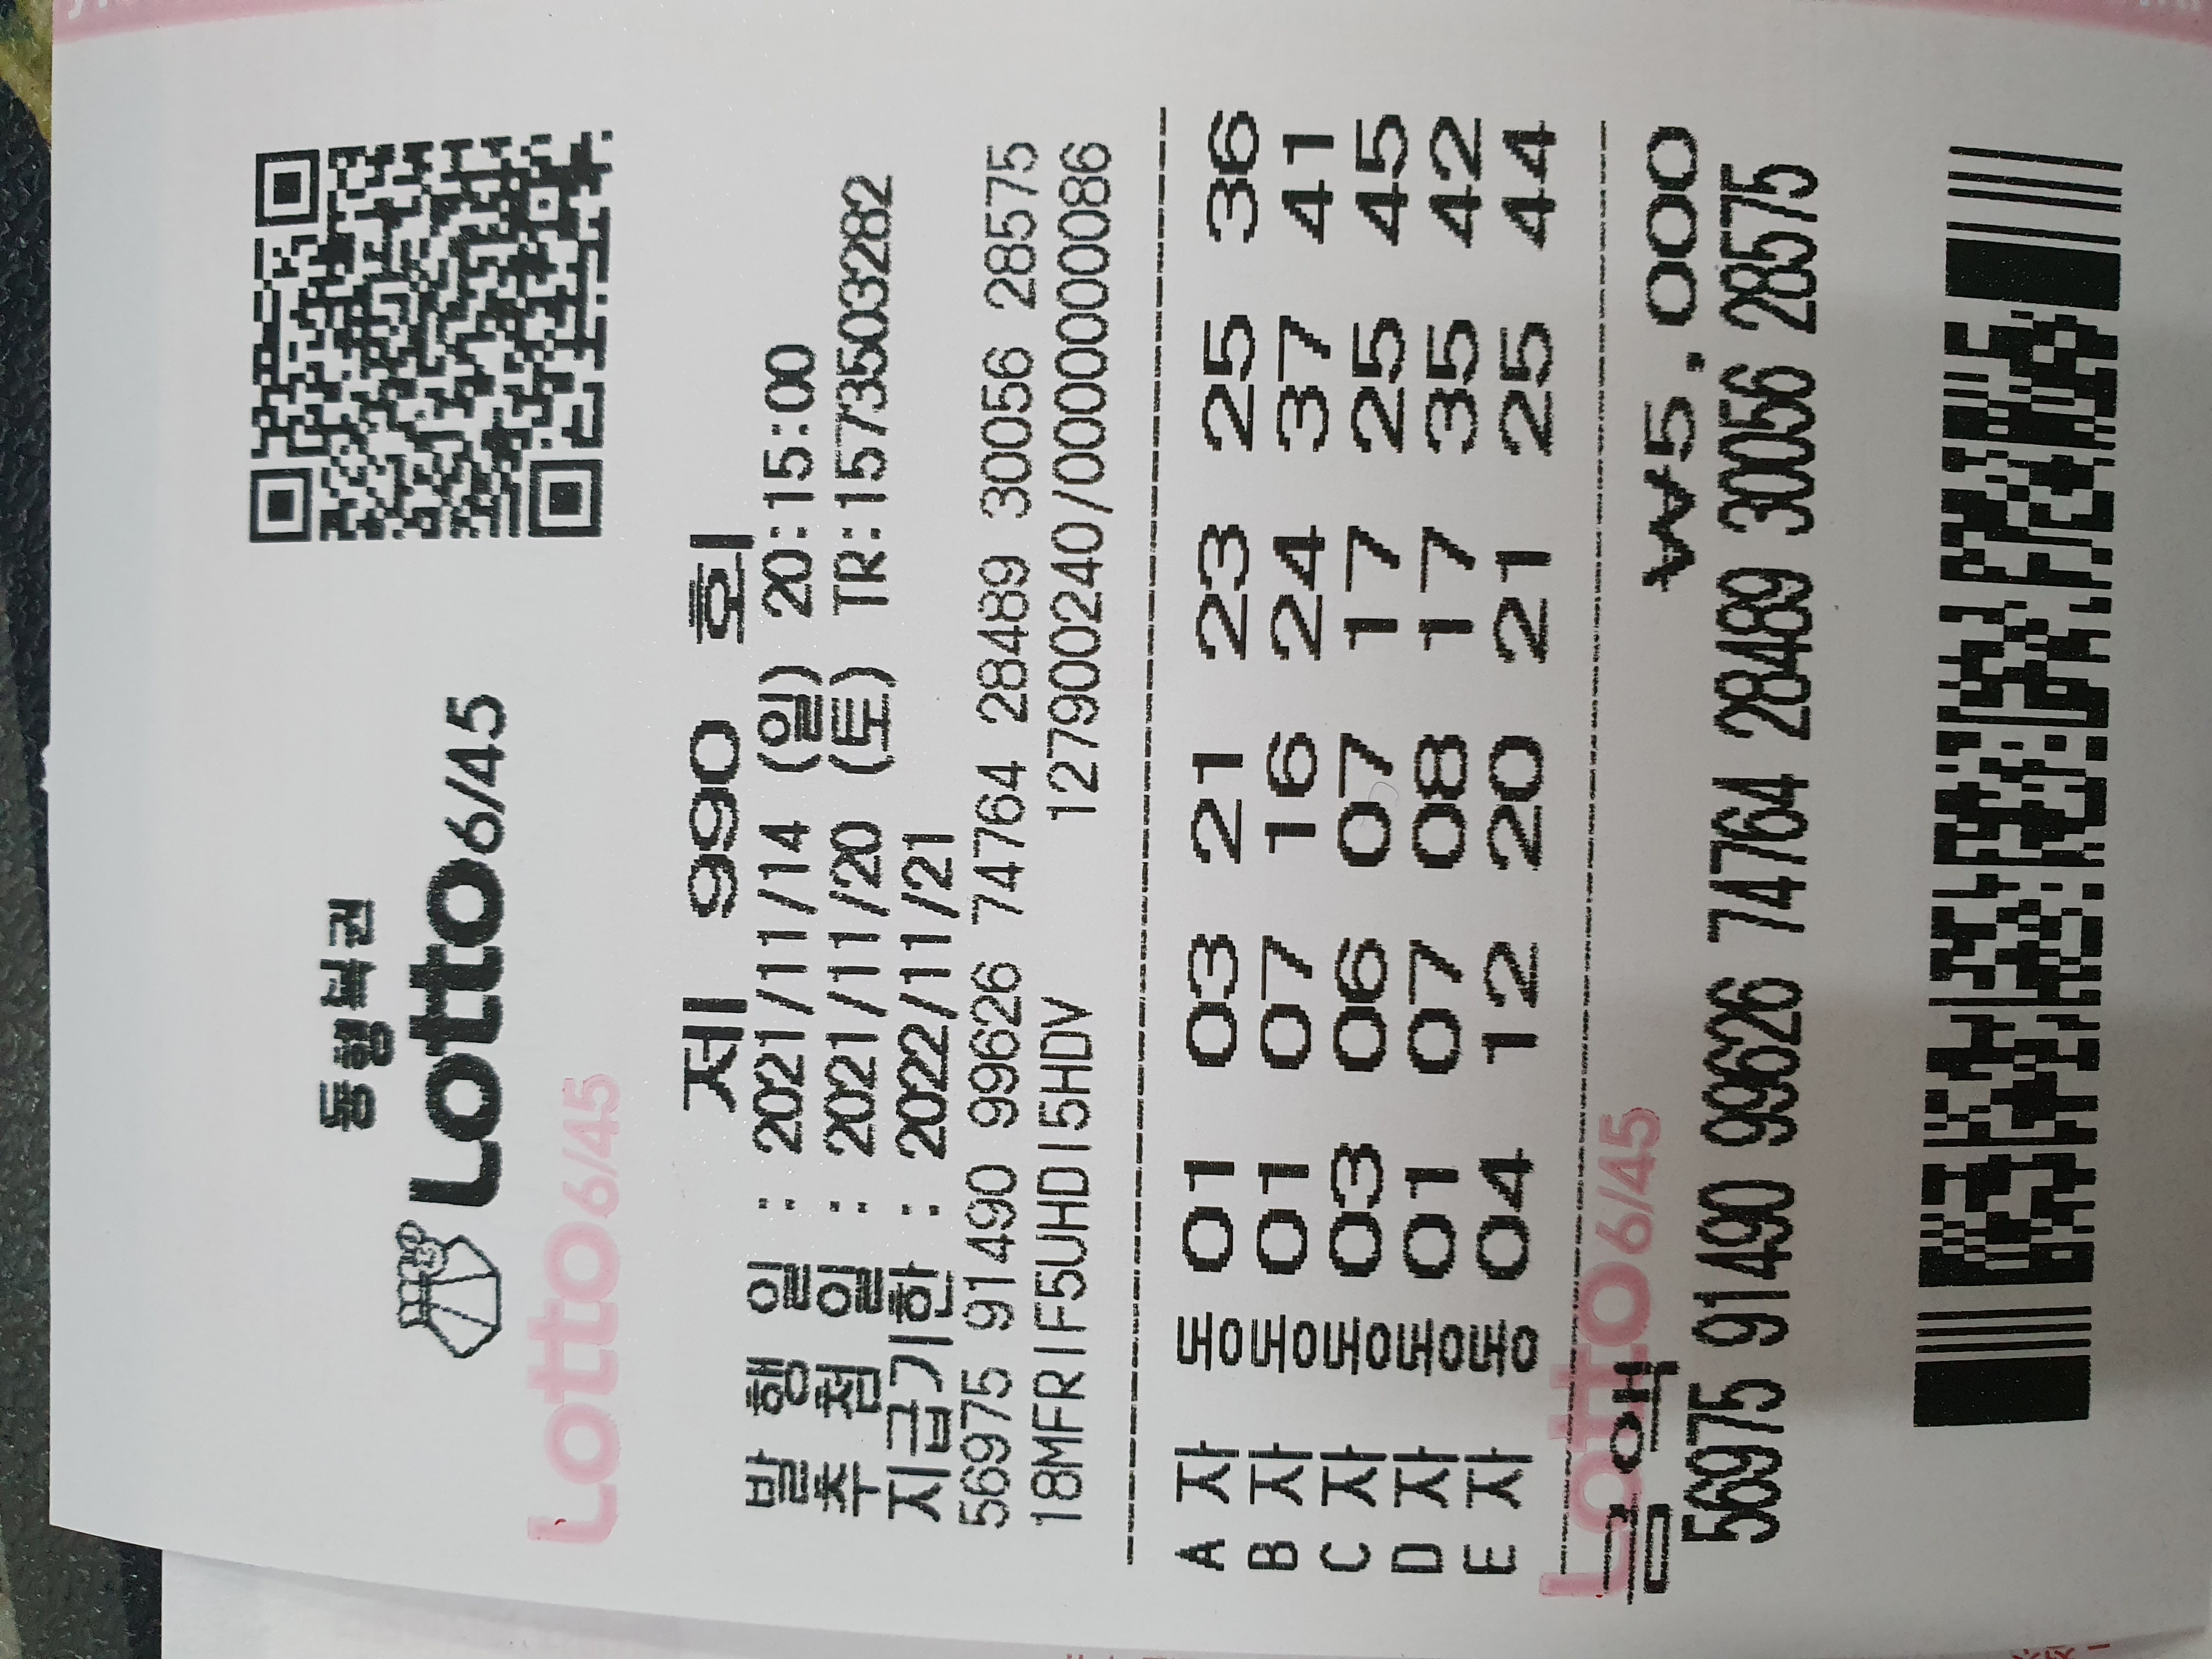 동행복권
Lotto6/45
Lotto6/45
제 990 회
발 행 일 : 2021/11/14 (일) 20:15:00
추 첨 일 : 2021/11/20 (토) TR:1573503282
지급기한 : 2022/11/21
56975 91490 99626 74764 28489 30056 28575
18MFRIF5UHDI5HDV 127900240/0000000086
A 자 동 01 03 21 23 25 36
B 자 동 01 07 16 24 37 41
C 자 동 03 06 07 17 25 45
D 자 동 01 07 08 17 35 42
E 자 동 04 12 20 21 25 44
Lotto6/45
금액 ₩5.000
56975 91490 99626 74764 28489 30056 28575